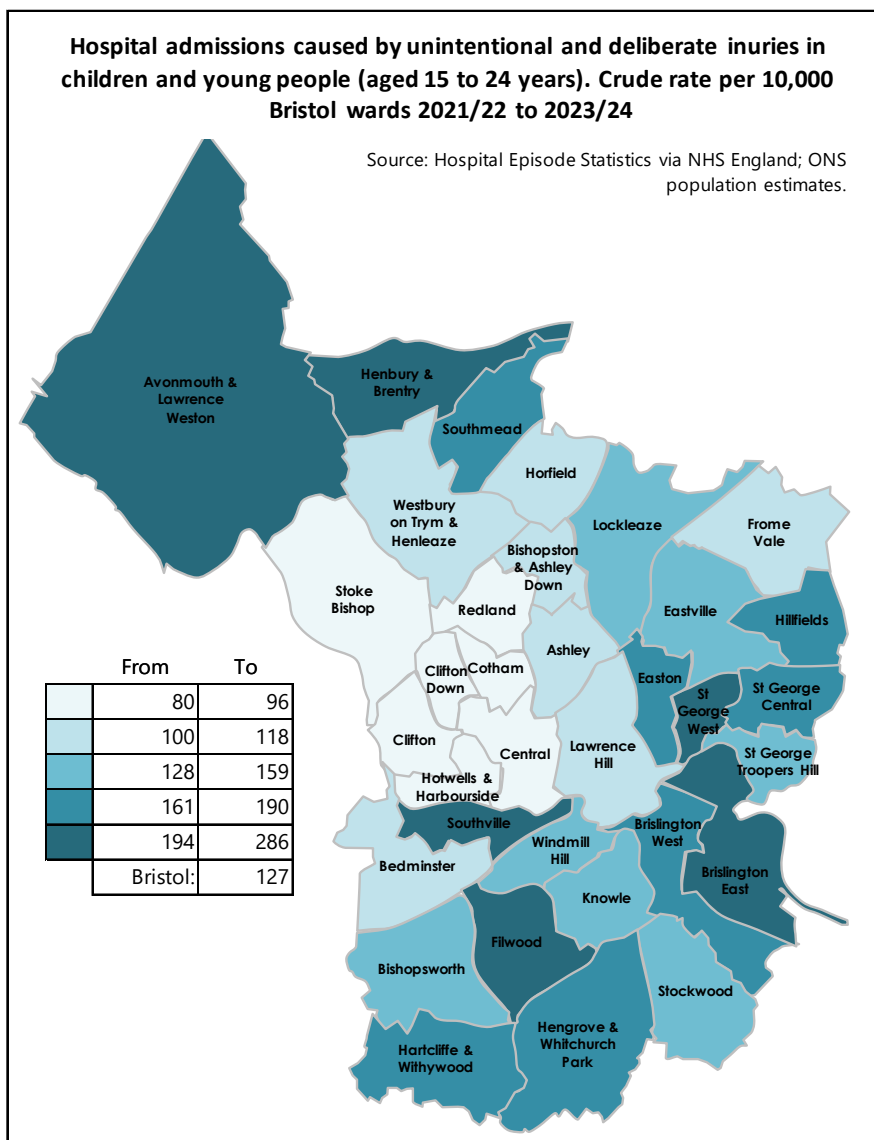 Hospital admissions caused by unintentional and deliberate inuries in
children and young people (aged 15 to 24 years). Crude rate per 10,000
Bristol wards 2021/22 to 2023/24
Source: Hospital Episode Statistics via NHS England; ONS
population estimates.
Avonmouth &
Lawrence
Weston
Henbury &
Brentry
Southmead
Horfield
Westbury
on Trym &
Henleaze
Lockleaze
Frome
Vale
Bishopston
& Ashley
Down
Stoke
Bishop
Redland
Eastville
Hillfields
Ashley
Cotham
Clifton
Down
Easton
St
George
West
St George
Central
Clifton
Central
Lawrence
Hill
St George
Troopers Hill
Hotwells &
Harbourside
Southville
Windmill
Hill
Brislington
West
Bedminster
Brislington
East
Knowle
Filwood
Bishopsworth
Stockwood
Hengrove &
Whitchurch
Park
Hartcliffe &
Withywood
From To
80 96
100 118
128 159
161 190
194 286
Bristol: 127